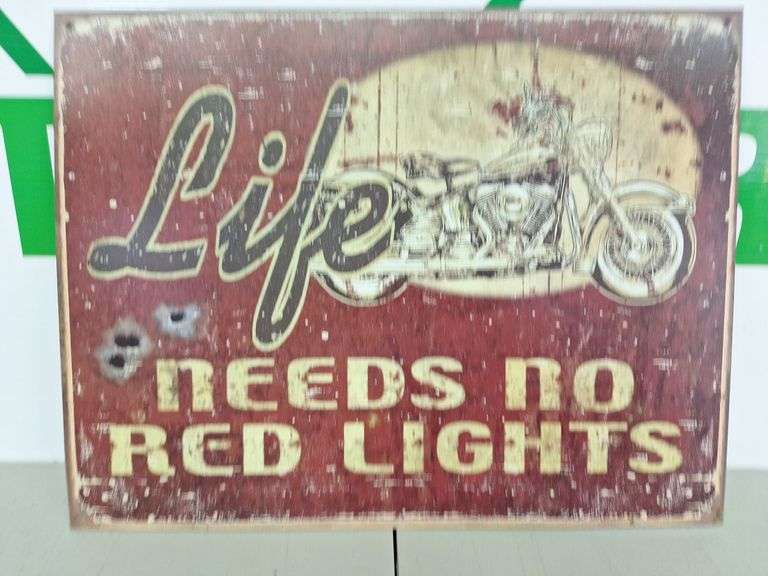 Life
NEEDS NO
RED LIGHTS